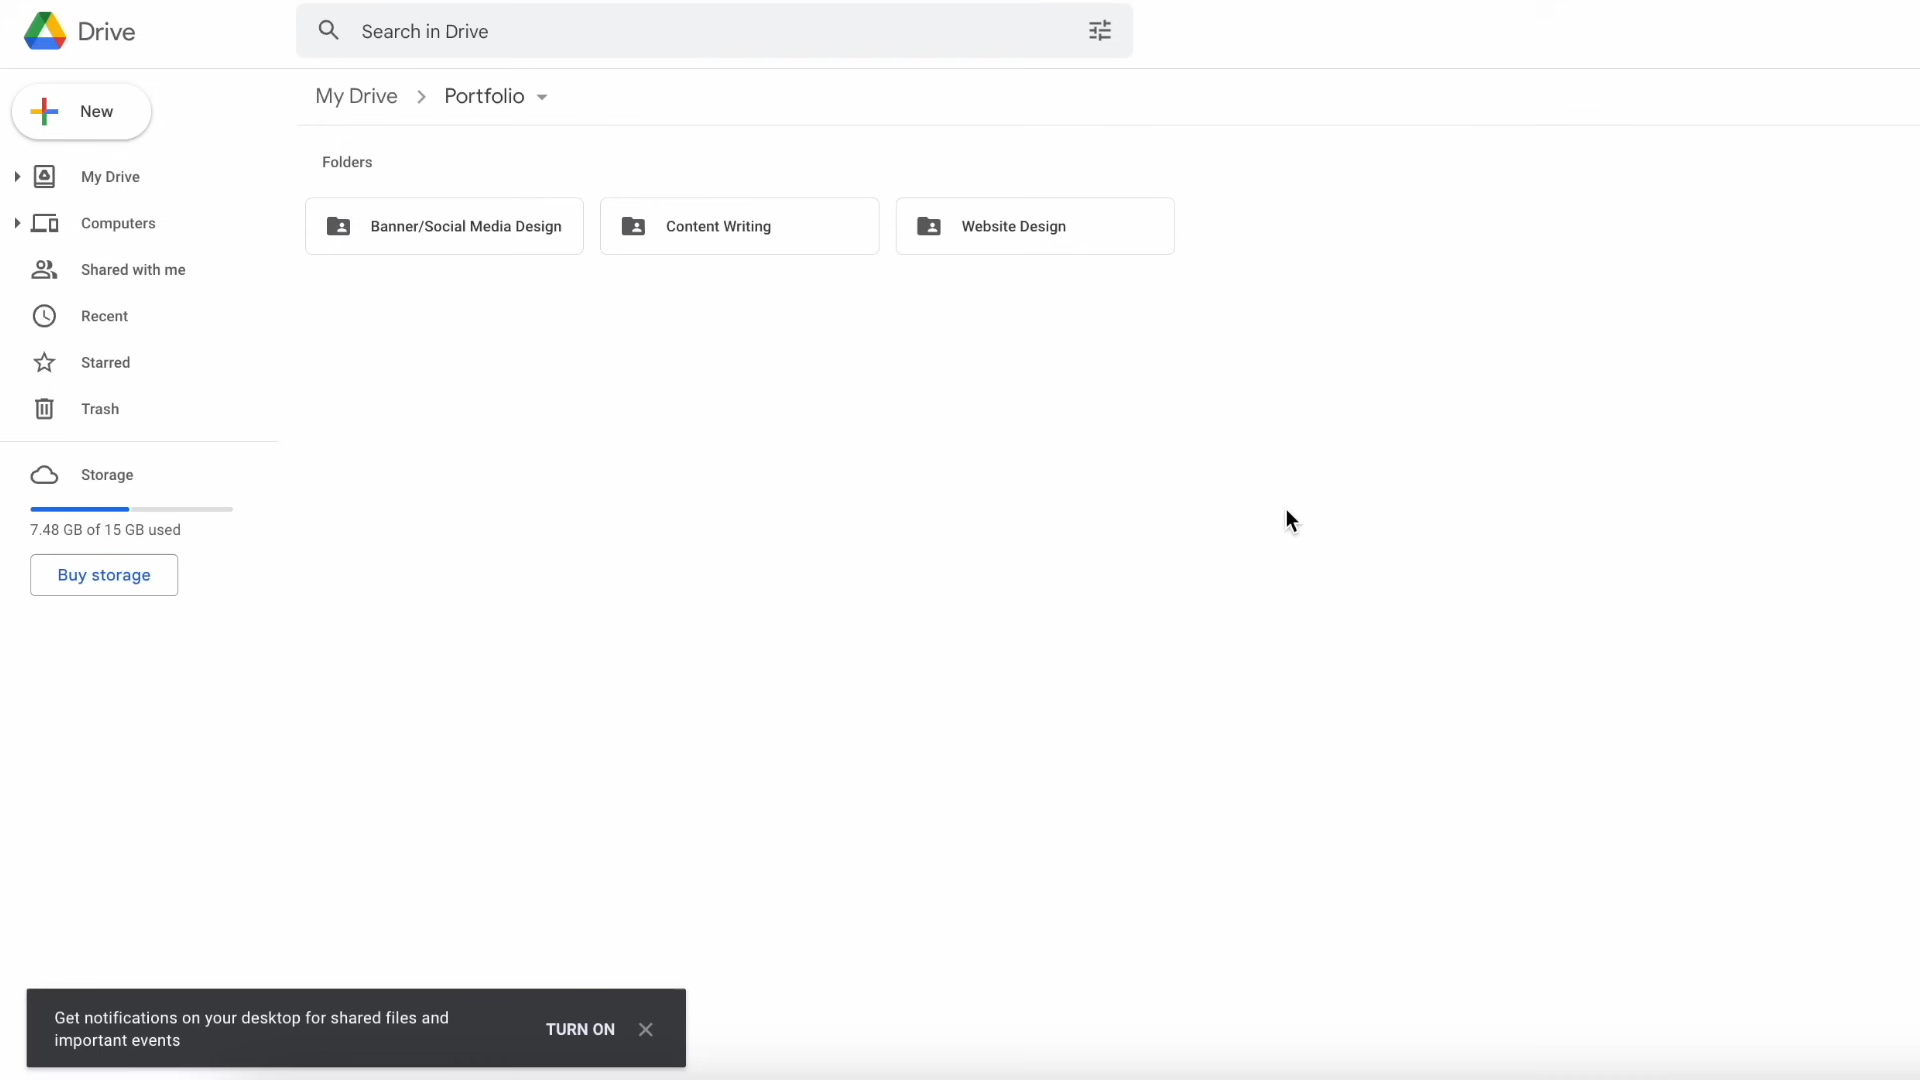 Drive
Search in Drive
New
My Drive
Computers
Shared with me
Recent
Starred
Trash
Storage
7.48 GB of 15 GB used
Buy storage
My Drive
Portfolio
Folders
Banner/Social Media Design
Content Writing
Website Design
Get notifications on your desktop for shared files and
important events
TURN ON